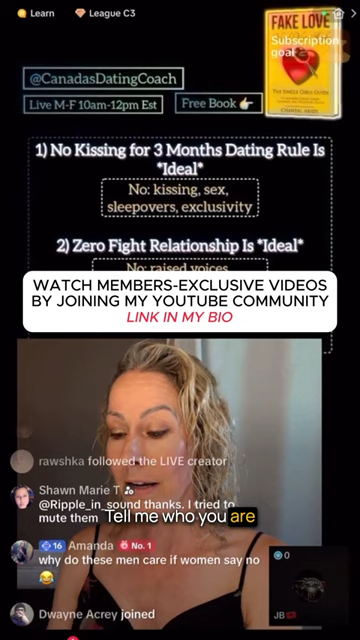 Learn
League C3
FAKE LOVE
Subscription
goal
@CanadasDatingCoach
Live M-F 10am-12pm Est
Free Book 👉
1) No Kissing for 3 Months Dating Rule Is
*Ideal*
No: kissing, sex,
sleepovers, exclusivity
2) Zero Fight Relationship Is *Ideal*
No: raised voices
WATCH MEMBERS-EXCLUSIVE VIDEOS
BY JOINING MY YOUTUBE COMMUNITY
LINK IN MY BIO
rawshka followed the LIVE creator
Shawn Marie T
@Ripple_in_sound thanks. I tried to
mute them
Tell me who you are
16 Amanda No. 1
why do these men care if women say no
😂
0
Dwayne Acrey joined
JB